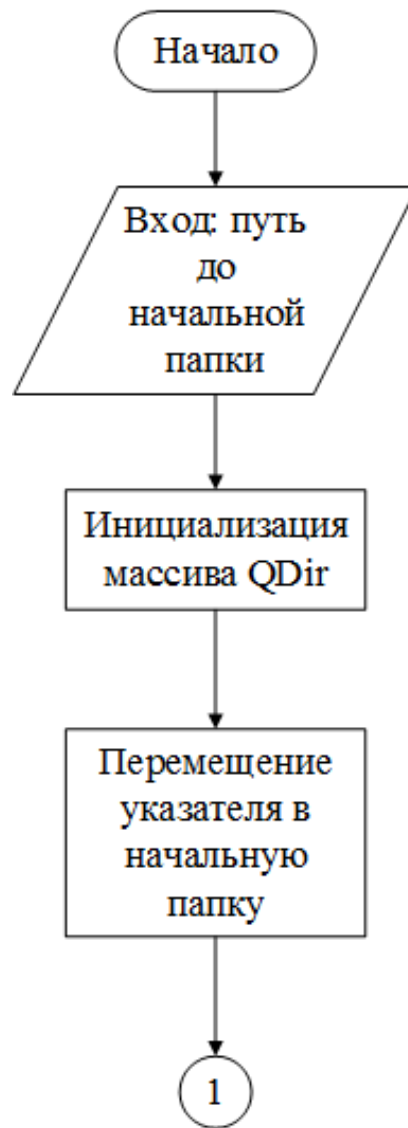 Начало
Вход: путь
до
начальной
папки
Инициализация
массива QDir
Перемещение
указателя в
начальную
папку
1